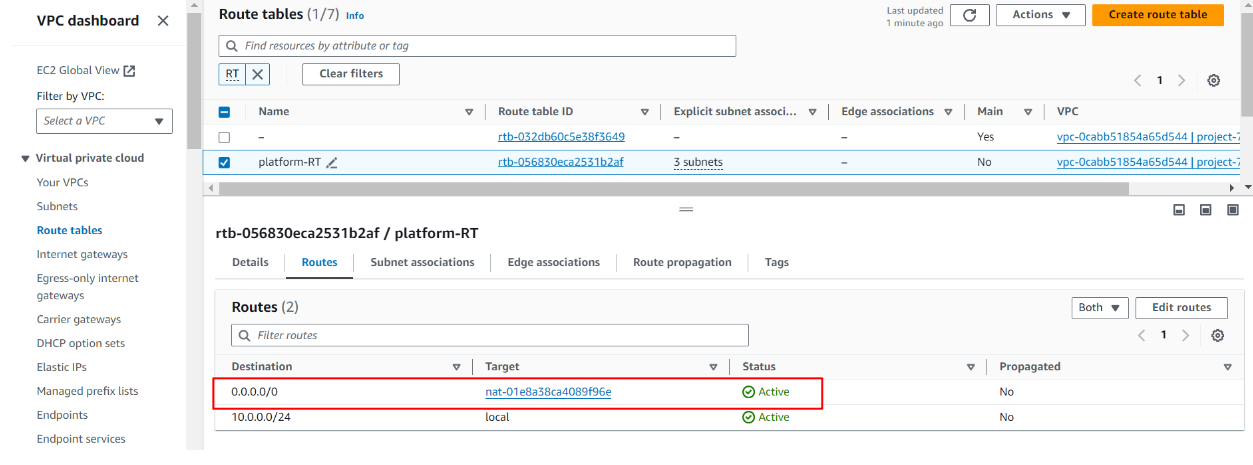 VPC dashboard
EC2 Global View
Filter by VPC:
Select a VPC
Virtual private cloud
Your VPCs
Subnets
Route tables
Internet gateways
Egress-only internet
gateways
Carrier gateways
DHCP option sets
Elastic IPs
Managed prefix lists
Endpoints
Endpoint services
Route tables (1/7) Info
Last updated
1 minute ago
Actions
Create route table
Find resources by attribute or tag
RT
Clear filters
1
Name Route table ID Explicit subnet associ... Edge associations Main VPC
– rtb-032db60c5e38f3649 – – Yes vpc-0cabb51854a65d544 | project-7
platform-RT rtb-056830eca2531b2af 3 subnets – No vpc-0cabb51854a65d544 | project-7
rtb-056830eca2531b2af / platform-RT
Details Routes Subnet associations Edge associations Route propagation Tags
Routes (2)
Both
Edit routes
Filter routes
1
Destination Target Status Propagated
0.0.0.0/0 nat-01e8a38ca4089f96e Active No
10.0.0.0/24 local Active No